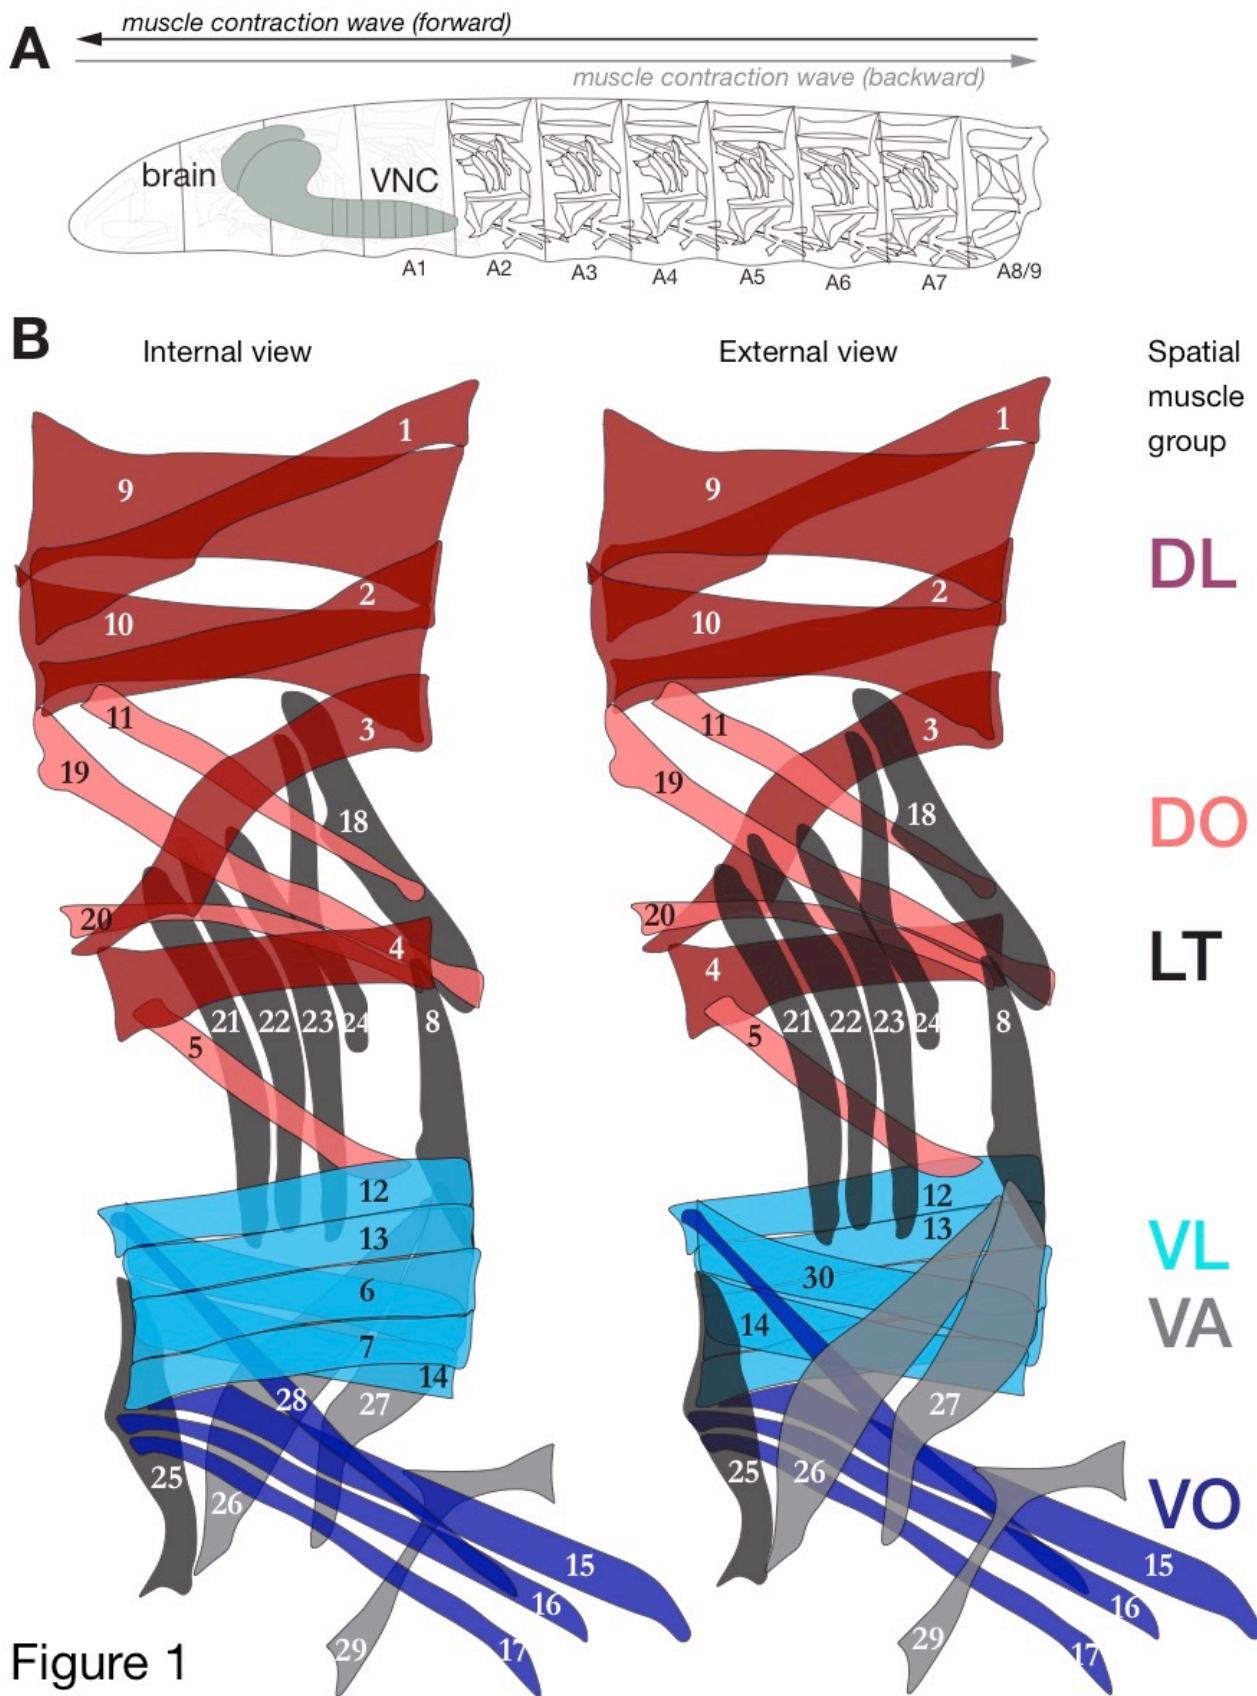 muscle contraction wave (forward)
A
muscle contraction wave (backward)
brain
VNC
A1
A2
A3
A4
A5
A6
A7
A8/9
B
Internal view
External view
Spatial
muscle
group
1
9
2
10
11
3
19
18
20
4
21
22
23
24
8
5
12
13
6
7
14
28
27
25
26
15
16
29
17
1
9
2
10
11
3
19
18
20
4
21
22
23
24
8
5
12
13
30
14
27
25
26
15
16
29
17
DL
DO
LT
VL
VA
VO
Figure 1